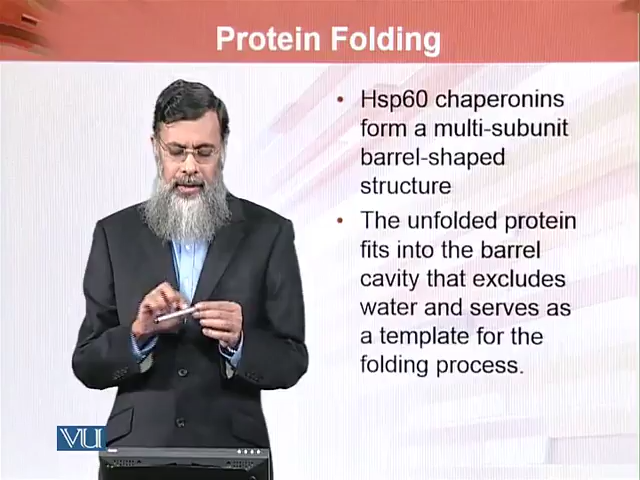 Protein Folding
• Hsp60 chaperonins
form a multi-subunit
barrel-shaped
structure
• The unfolded protein
fits into the barrel
cavity that excludes
water and serves as
a template for the
folding process.
VU